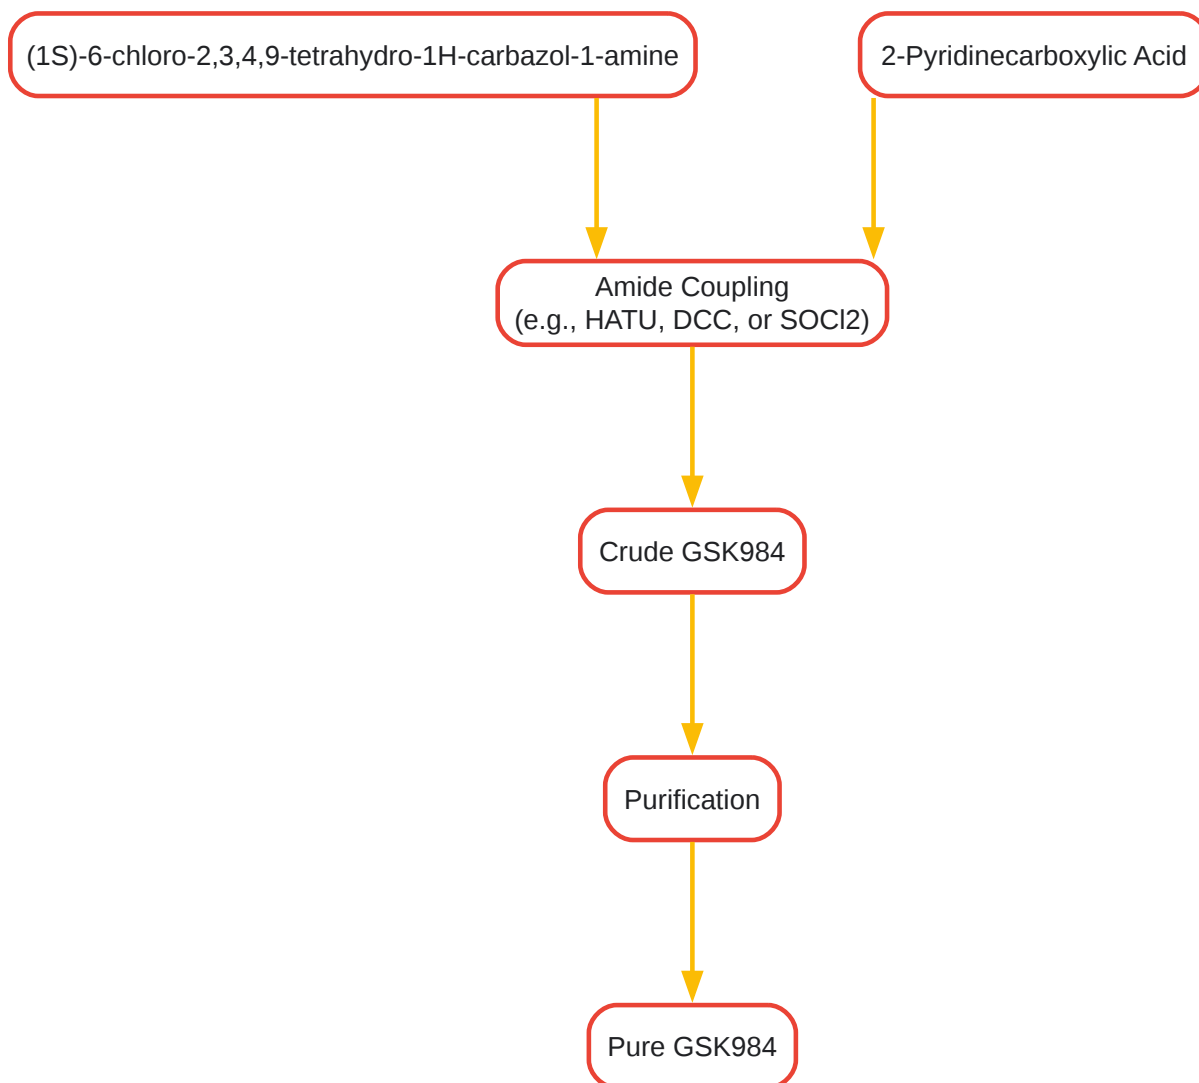 (1S)-6-chloro-2,3,4,9-tetrahydro-1H-carbazol-1-amine
2-Pyridinecarboxylic Acid
Amide Coupling
(e.g., HATU, DCC, or SOCl2)
Crude GSK984
Purification
Pure GSK984